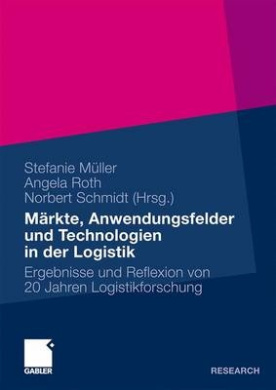 Stefanie Müller
Angela Roth
Norbert Schmidt (Hrsg.)
Märkte, Anwendungsfelder
und Technologien
in der Logistik
Ergebnisse und Reflexion von
20 Jahren Logistikforschung
GABLER
RESEARCH